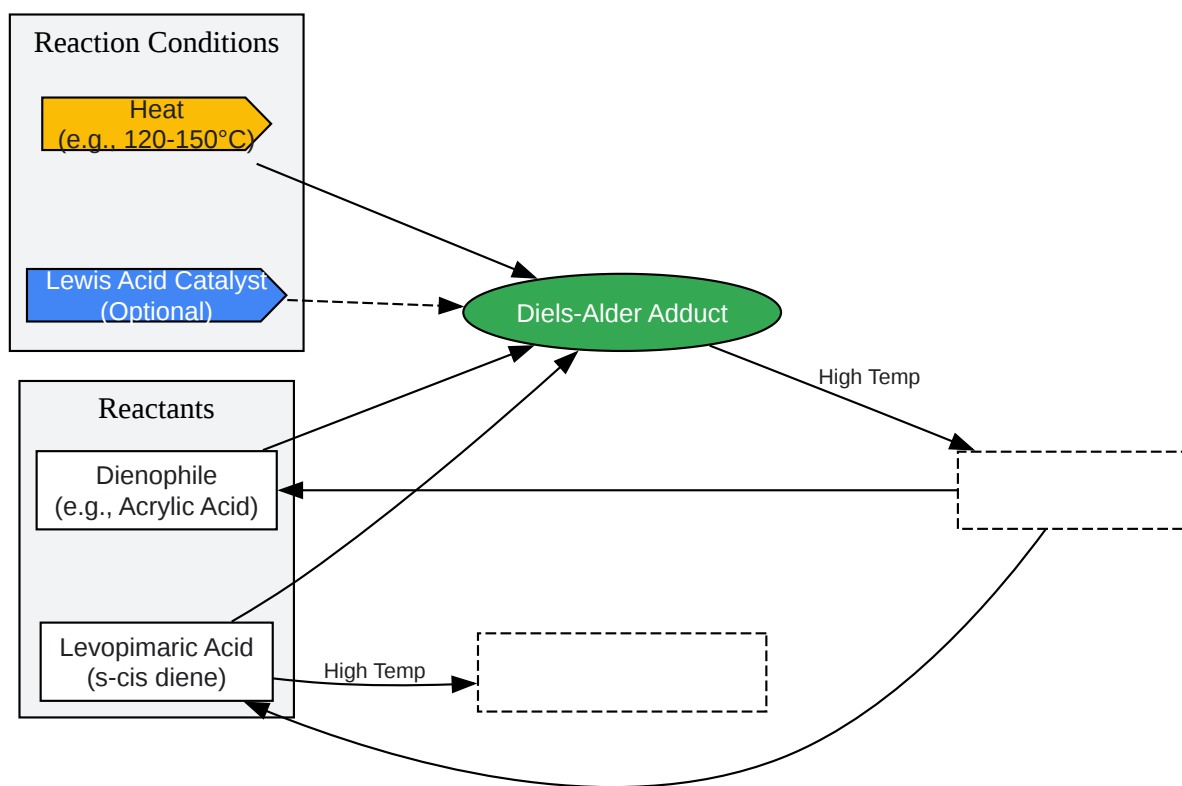 Reaction Conditions
Heat
(e.g., 120-150°C)
Lewis Acid Catalyst
(Optional)
Diels-Alder Adduct
High Temp
Reactants
Dienophile
(e.g., Acrylic Acid)
Levopimaric Acid
(s-cis diene)
High Temp